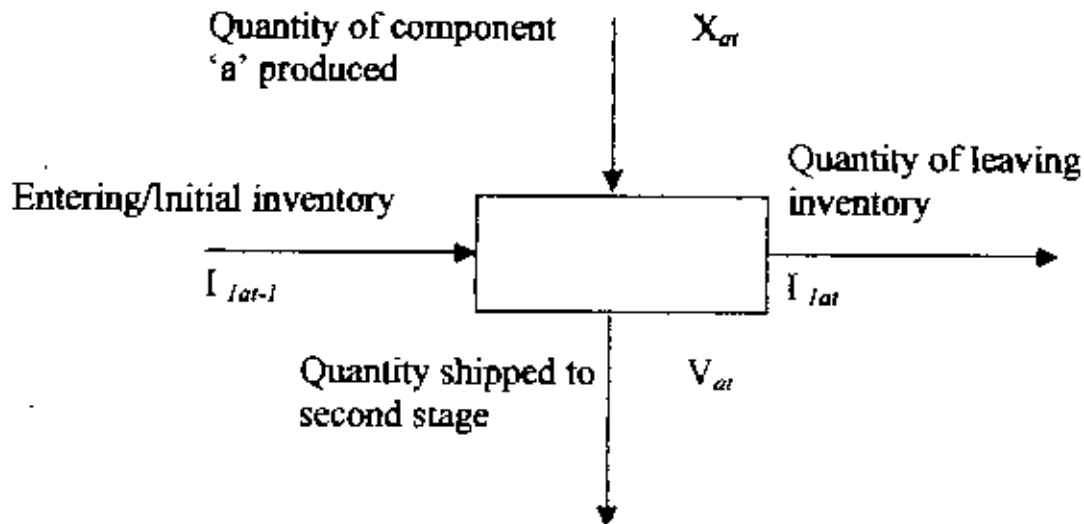 Quantity of component
‘a’ produced
X_at
Entering/Initial inventory
I_1at-1
Quantity of leaving
inventory
I_1at
Quantity shipped to
second stage
V_at